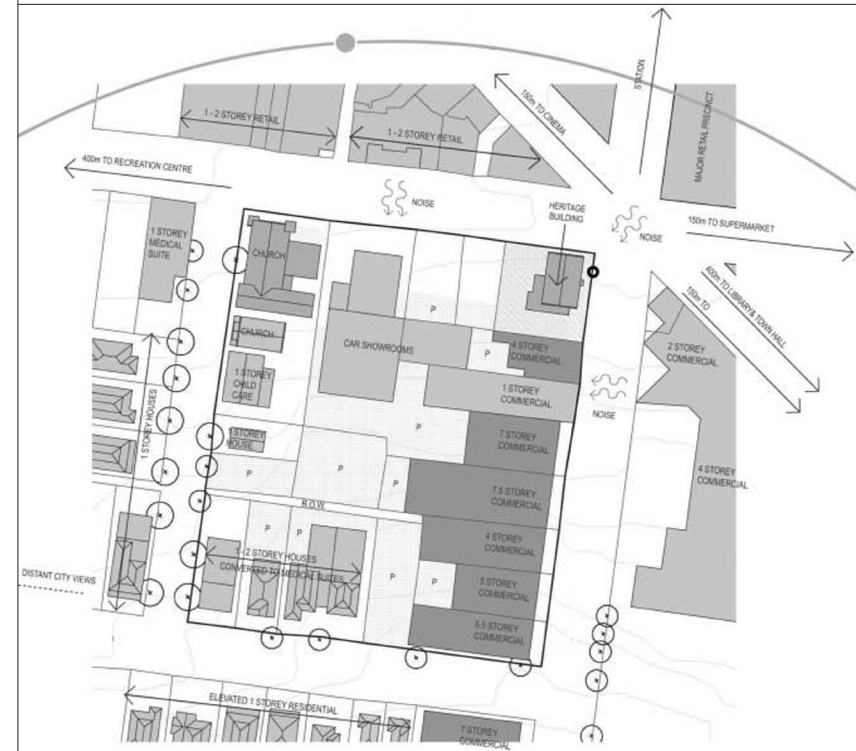 STATION
MAJOR RETAIL PRECINCT
150m TO CINEMA
1 - 2 STOREY RETAIL
1 - 2 STOREY RETAIL
400m TO RECREATION CENTRE
NOISE
HERITAGE
BUILDING
NOISE
150m TO SUPERMARKET
1 STOREY
MEDICAL
SUITE
CHURCH
400m TO LIBRARY & TOWN HALL
150m TO
P
CHURCH
CAR SHOWROOMS
P
4 STOREY
COMMERCIAL
2 STOREY
COMMERCIAL
1 STOREY
CHILD
CARE
1 STOREY
COMMERCIAL
NOISE
1 STOREY HOUSES
1 STOREY
HOUSE
P
7 STOREY
COMMERCIAL
P
P
P
7.5 STOREY
COMMERCIAL
4 STOREY
COMMERCIAL
R.O.W.
P
P
4 STOREY
COMMERCIAL
1 - 2 STOREY HOUSES
CONVERTED TO MEDICAL SUITES
P
P
5 STOREY
COMMERCIAL
DISTANT CITY VIEWS
6.5 STOREY
COMMERCIAL
ELEVATED 1 STOREY RESIDENTIAL
7 STOREY
COMMERCIAL